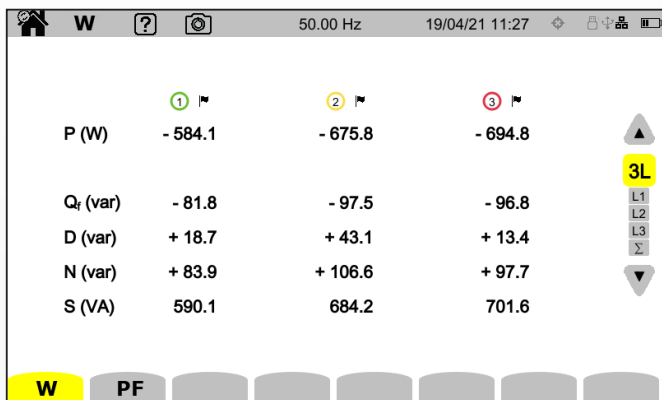 W ? 50.00 Hz 19/04/21 11:27
1 2 3
P (W) - 584.1 - 675.8 - 694.8
3L
Qf (var) - 81.8 - 97.5 - 96.8
L1
L2
D (var) + 18.7 + 43.1 + 13.4
L3
Σ
N (var) + 83.9 + 106.6 + 97.7
S (VA) 590.1 684.2 701.6
W PF